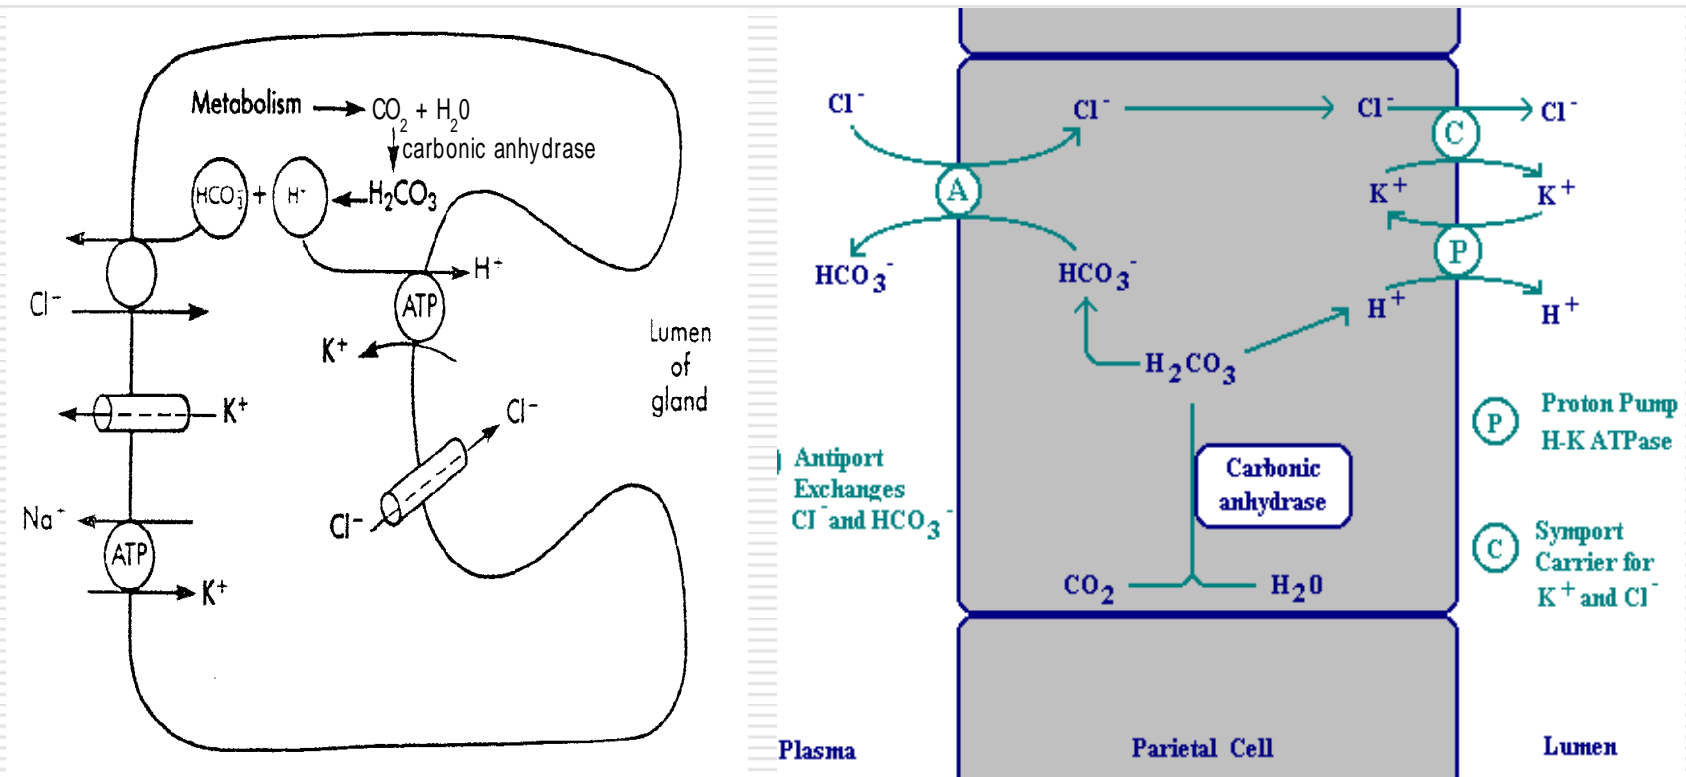 Metabolism → CO2 + H20
carbonic anhydrase
HCO3- + H+ ← H2CO3
H+
ATP
Cl-
K+
Lumen
of
gland
K+
Cl-
Cl-
Na+
ATP
K+
Cl-
Cl-
Cl-
Cl-
C
K+
K+
A
P
HCO3-
HCO3-
H+
H+
H2CO3
P
Proton Pump
H-K ATPase
Antiport
Exchanges
Cl- and HCO3-
Carbonic
anhydrase
C
Symport
Carrier for
K+ and Cl-
CO2
H20
Plasma
Parietal Cell
Lumen